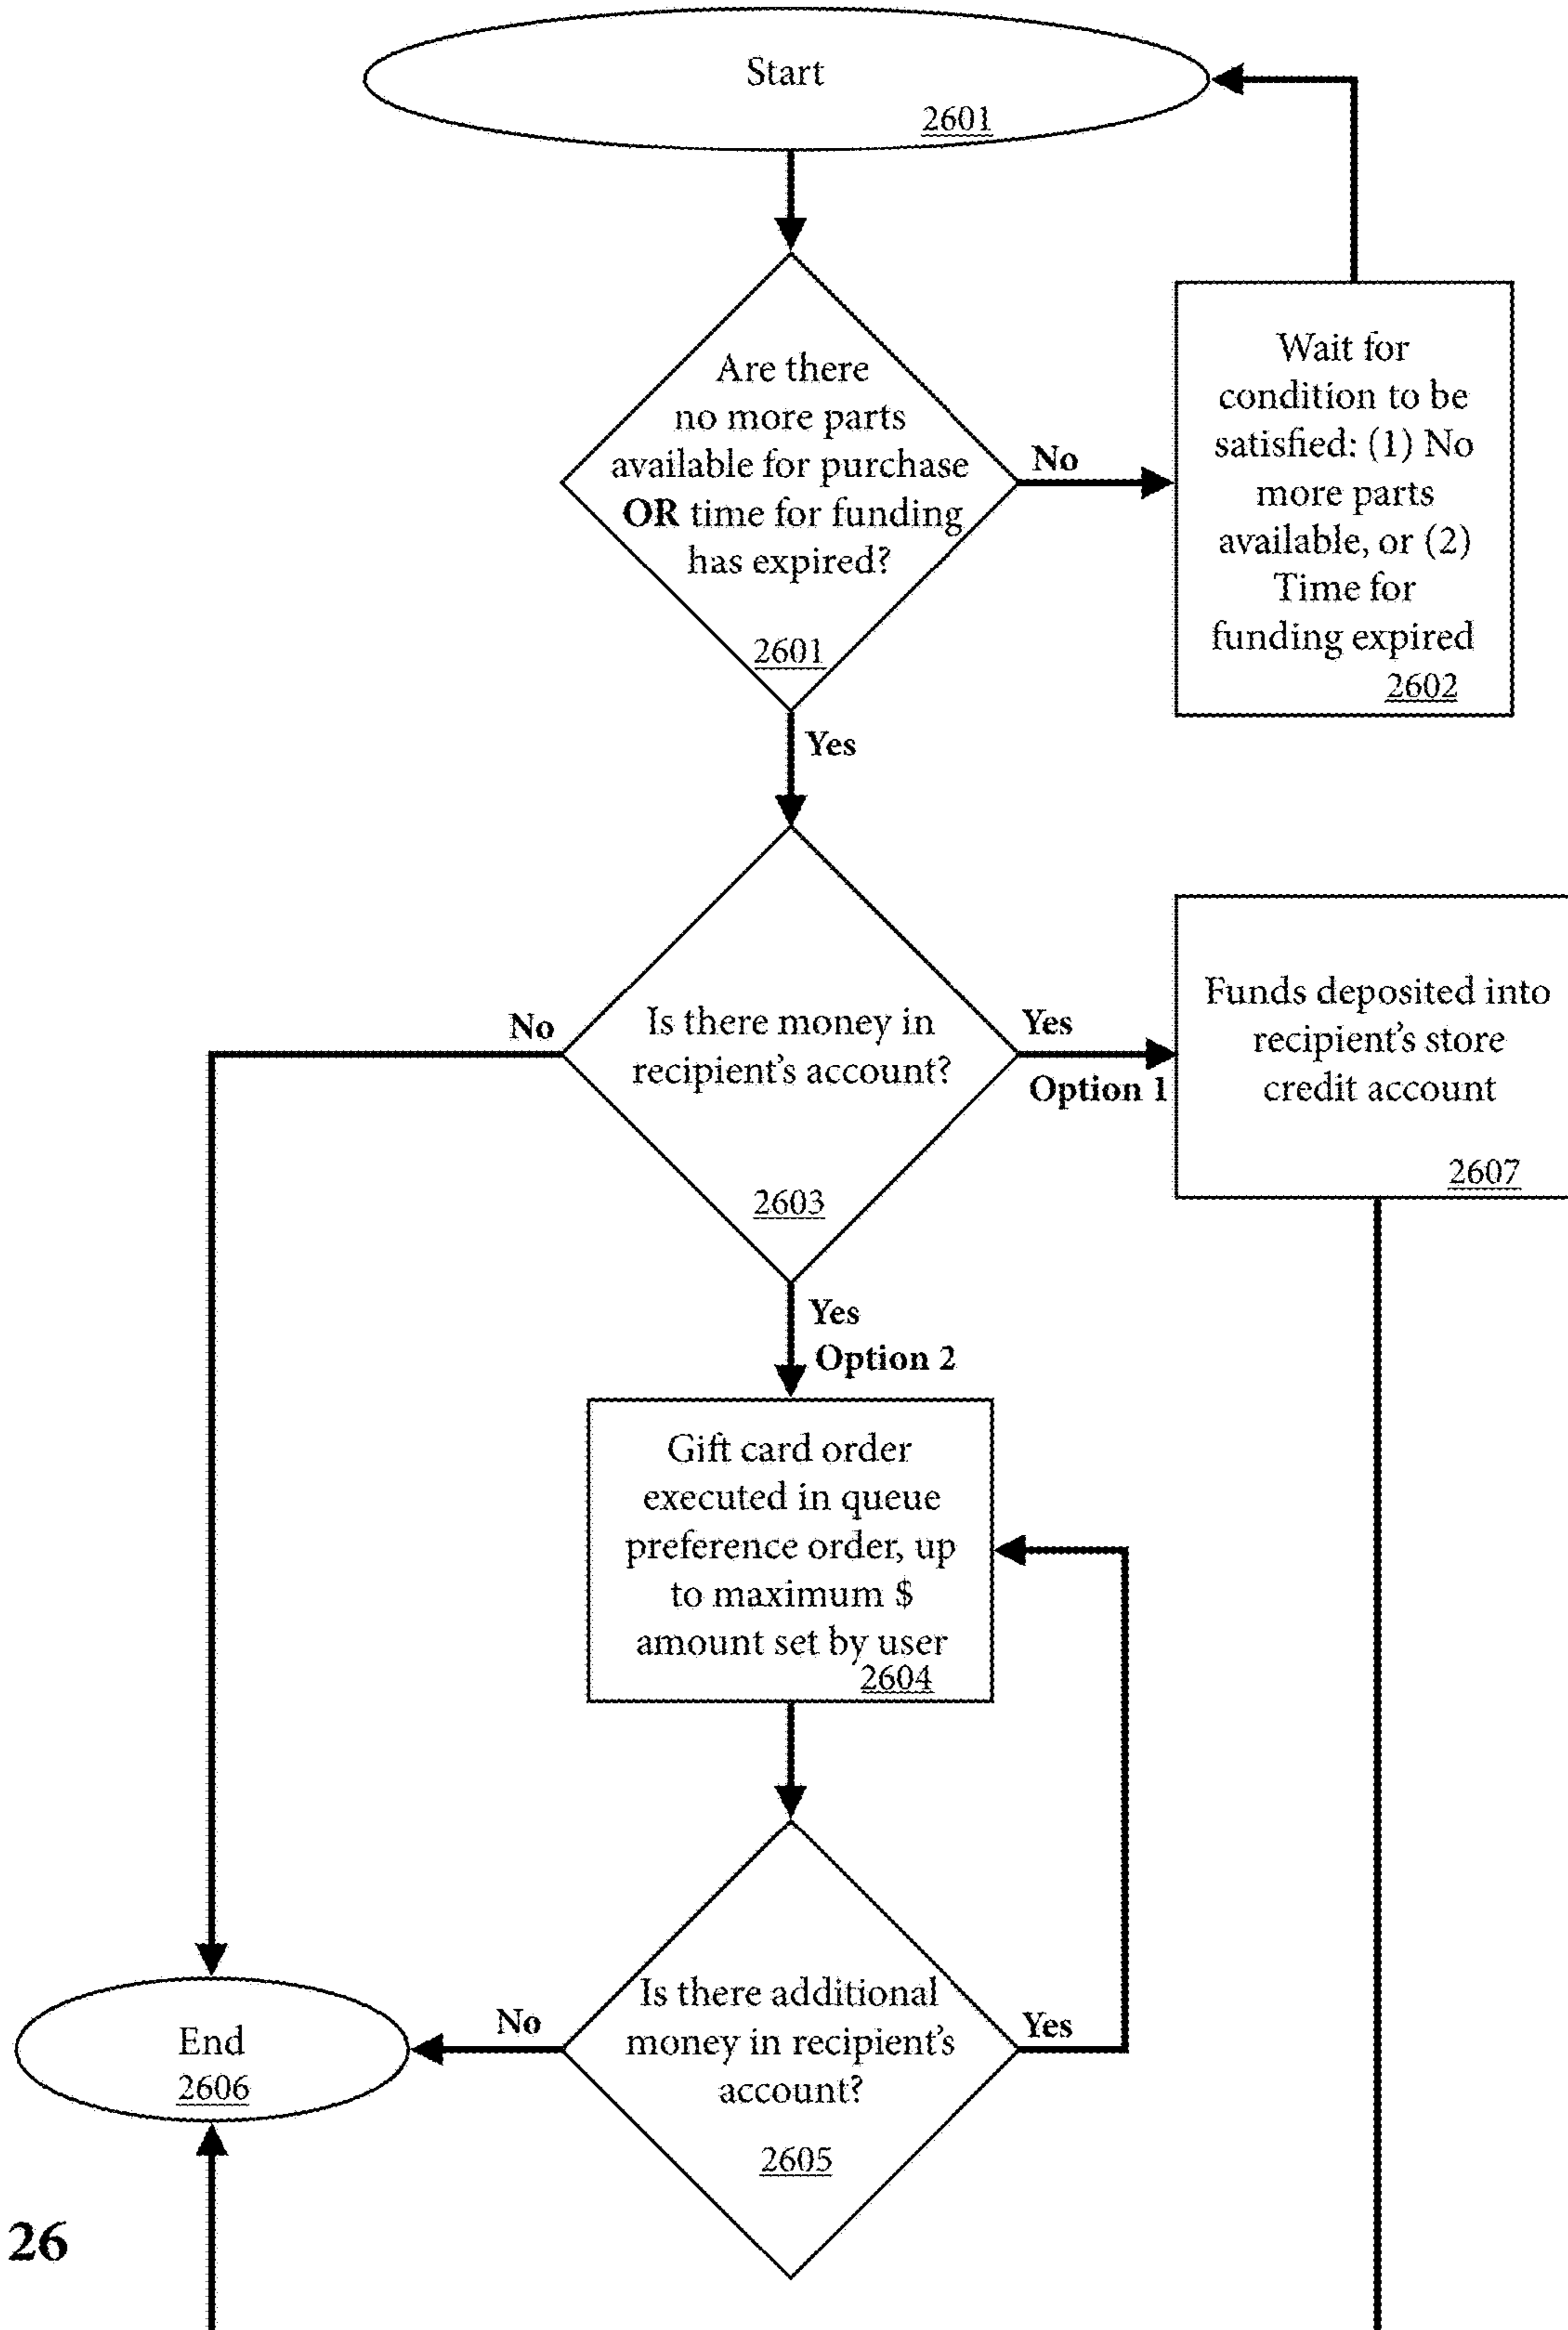 Start
2601
Are there
no more parts
available for purchase
OR time for funding
has expired?
2601
No
Wait for
condition to be
satisfied: (1) No
more parts
available, or (2)
Time for
funding expired
2602
Yes
Is there money in
recipient's account?
2603
No
Yes
Option 1
Funds deposited into
recipient's store
credit account
2607
Yes
Option 2
Gift card order
executed in queue
preference order, up
to maximum $
amount set by user
2604
Is there additional
money in recipient's
account?
2605
No
Yes
End
2606
26